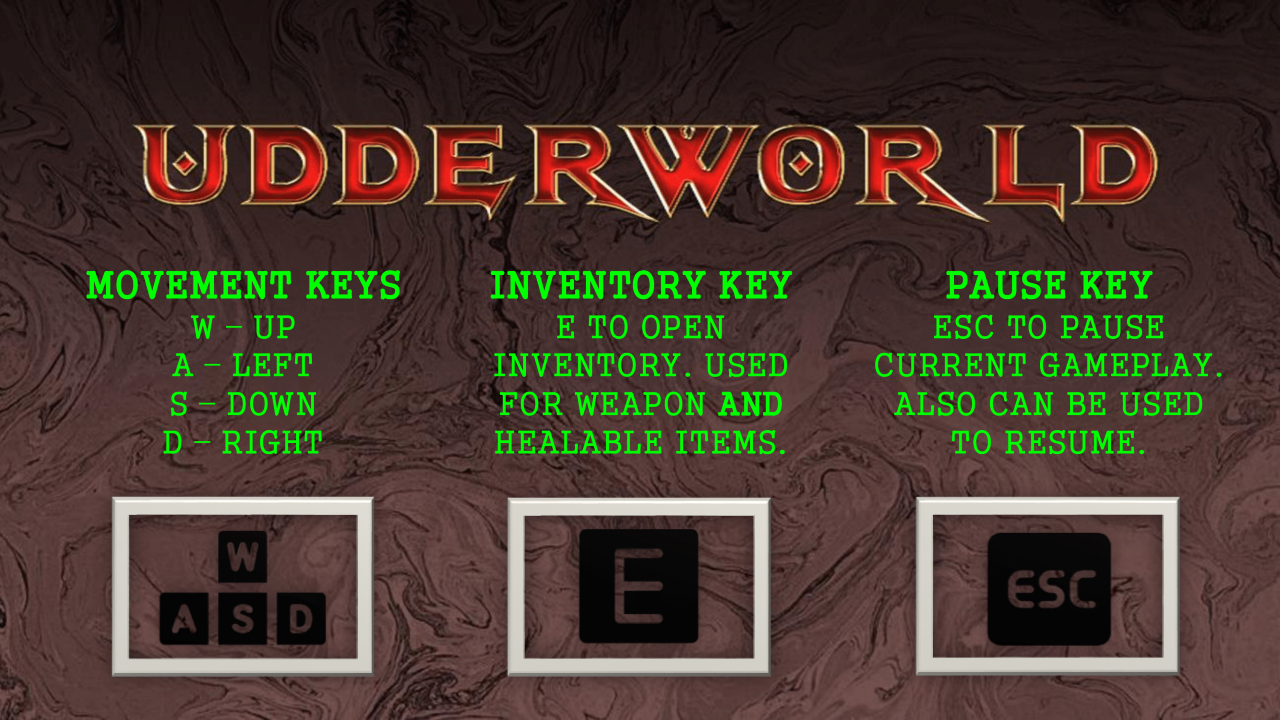 UDDERWORLD
MOVEMENT KEYS
W – UP
A – LEFT
S – DOWN
D – RIGHT
INVENTORY KEY
E TO OPEN
INVENTORY. USED
FOR WEAPON AND
HEALABLE ITEMS.
PAUSE KEY
ESC TO PAUSE
CURRENT GAMEPLAY.
ALSO CAN BE USED
TO RESUME.
W
A S D
E
ESC